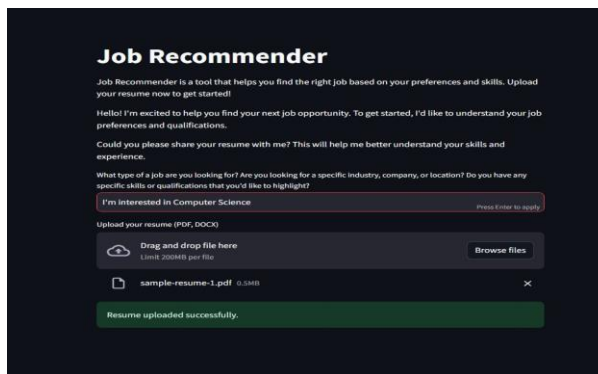 Job Recommender
Job Recommender is a tool that helps you find the right job based on your preferences and skills. Upload
your resume now to get started!
Hello! I'm excited to help you find your next job opportunity. To get started, I'd like to understand your job
preferences and qualifications.
Could you please share your resume with me? This will help me better understand your skills and
experience.
What type of a job are you looking for? Are you looking for a specific industry, company, or location? Do you have any
specific skills or qualifications that you'd like to highlight?
I'm interested in Computer Science
Press Enter to apply
Upload your resume (PDF, DOCX)
Drag and drop file here
Limit 200MB per file
Browse files
sample-resume-1.pdf 0.5MB
Resume uploaded successfully.